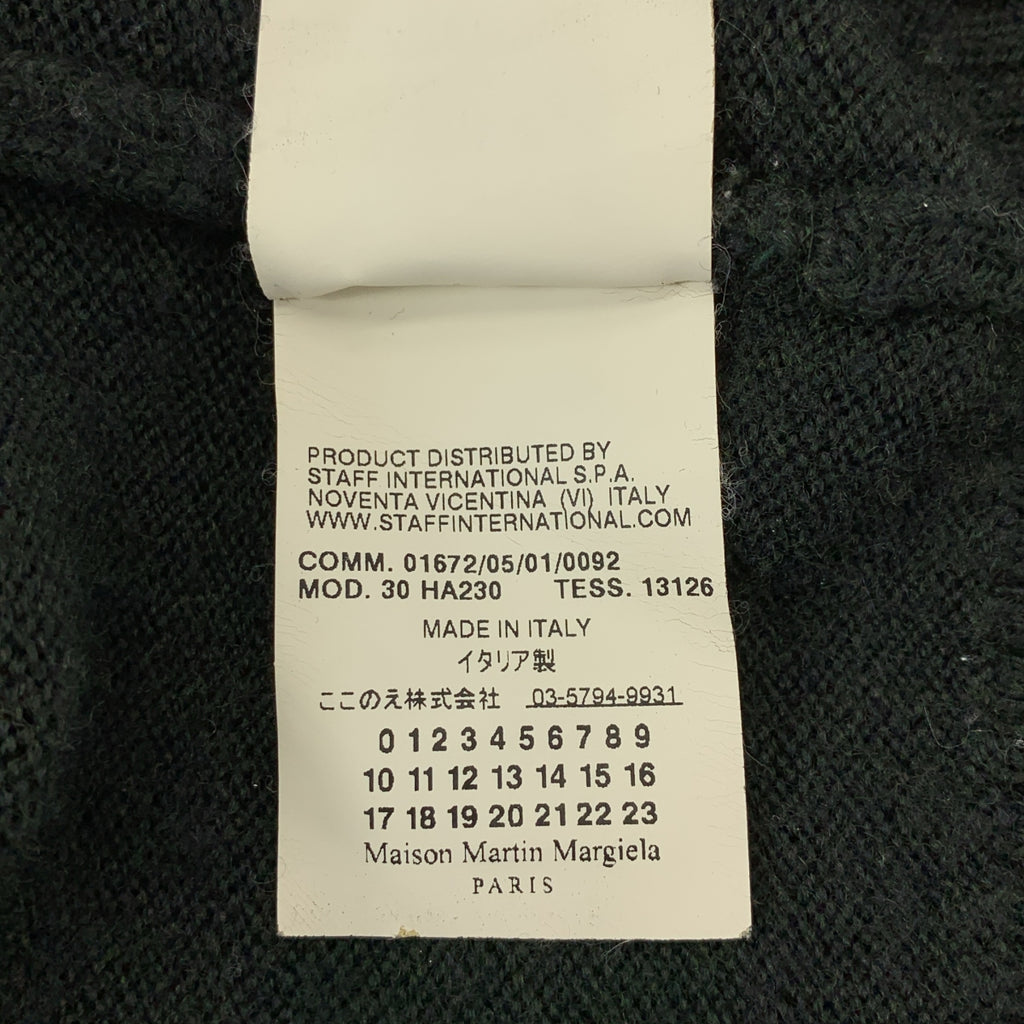 PRODUCT DISTRIBUTED BY
STAFF INTERNATIONAL S.P.A.
NOVENTA VICENTINA (VI) ITALY
WWW.STAFFINTERNATIONAL.COM
COMM. 01672/05/01/0092
MOD. 30 HA230 TESS. 13126
MADE IN ITALY
イタリア製
ここのえ株式会社 03-5794-9931
0 1 2 3 4 5 6 7 8 9
10 11 12 13 14 15 16
17 18 19 20 21 22 23
Maison Martin Margiela
PARIS